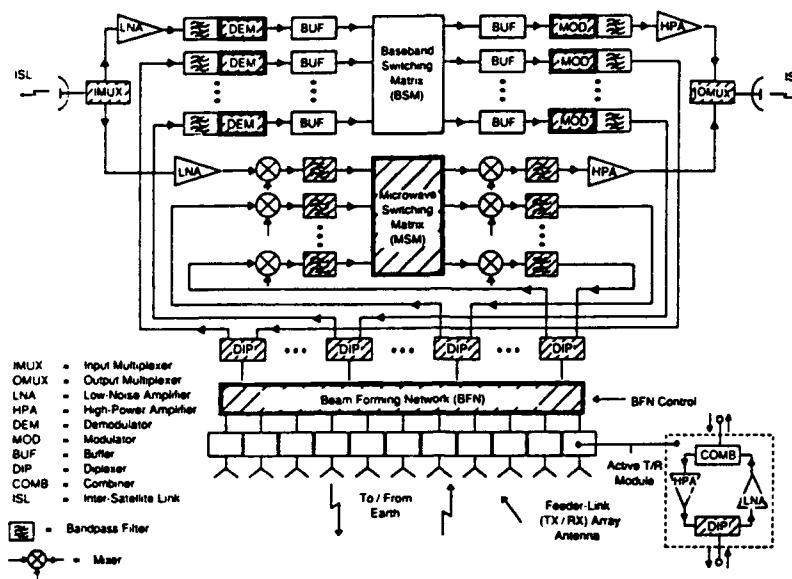 LNA DEM BUF BUF MOD HPA
Baseband
Switching
Matrix
(BSM)
ISL IMUX DEM BUF BUF MOD OMUX IS
DEM BUF BUF MOD
LNA HPA
Microwave
Switching
Matrix
(MSM)
DIP DIP DIP DIP
IMUX = Input Multiplexer
OMUX = Output Multiplexer
LNA = Low-Noise Amplifier
HPA = High-Power Amplifier
DEM = Demodulator
MOD = Modulator
BUF = Buffer
DIP = Diplexer
COMB = Combiner
ISL = Inter-Satellite Link
= Bandpass Filter
= Mixer
Beam Forming Network (BFN)
BFN Control
Active T/R
Module
To / From
Earth
Feeder-Link
(TX / RX) Array
Antenna
COMB
HPA
LNA
DIP